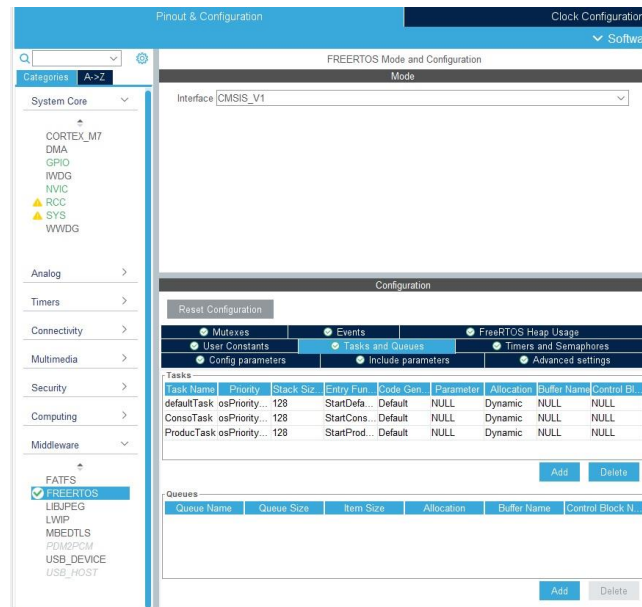 Pinout & Configuration
Clock Configuration
Softwa
FREERTOS Mode and Configuration
Categories A->Z
Mode
System Core
Interface CMSIS_V1
CORTEX_M7
DMA
GPIO
IWDG
NVIC
RCC
SYS
WWDG
Analog
Timers
Connectivity
Multimedia
Security
Computing
Middleware
FATFS
FREERTOS
LIBJPEG
LWIP
MBEDTLS
PDM2PCM
USB_DEVICE
USB_HOST
Configuration
Reset Configuration
Mutexes Events FreeRTOS Heap Usage
User Constants Tasks and Queues Timers and Semaphores
Config parameters Include parameters Advanced settings
Tasks
Task Name Priority Stack Siz... Entry Fun... Code Gen... Parameter Allocation Buffer Name Control Bl...
defaultTask osPriority... 128 StartDefa... Default NULL Dynamic NULL NULL
ConsoTask osPriority... 128 StartCons... Default NULL Dynamic NULL NULL
ProducTask osPriority... 128 StartProd... Default NULL Dynamic NULL NULL
Add Delete
Queues
Queue Name Queue Size Item Size Allocation Buffer Name Control Block N...
Add Delete